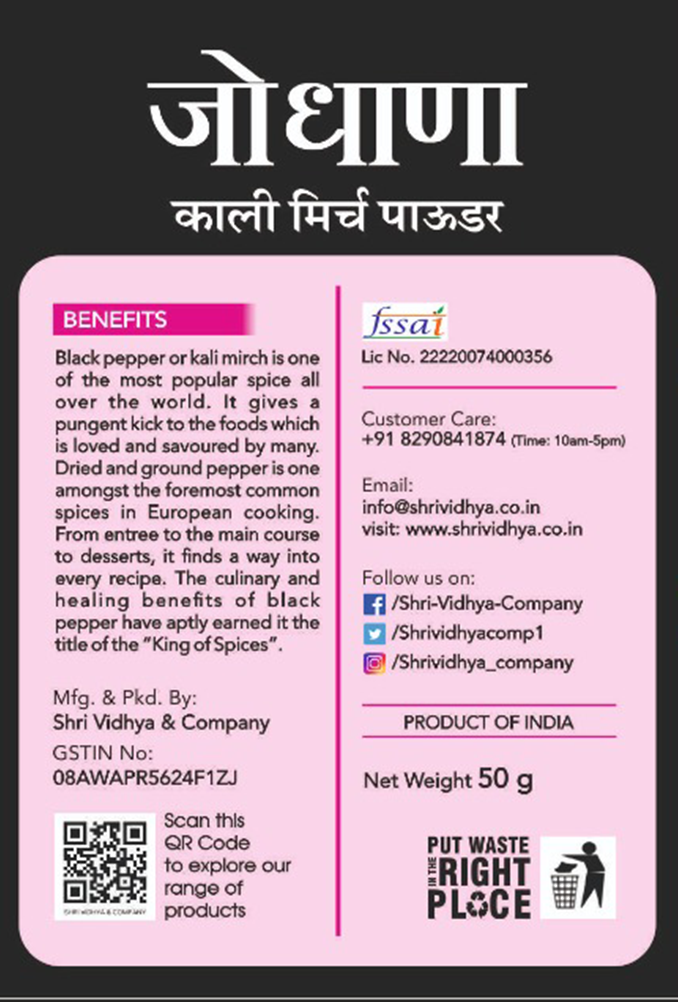 जोधाणा
काली मिर्च पाऊडर
BENEFITS
Black pepper or kali mirch is one
of the most popular spice all
over the world. It gives a
pungent kick to the foods which
is loved and savoured by many.
Dried and ground pepper is one
amongst the foremost common
spices in European cooking.
From entree to the main course
to desserts, it finds a way into
every recipe. The culinary and
healing benefits of black
pepper have aptly earned it the
title of the "King of Spices".
Mfg. & Pkd. By:
Shri Vidhya & Company
GSTIN No:
08AWAPR5624F1ZJ
SHRI VIDHYA & COMPANY
Scan this
QR Code
to explore our
range of
products
fssai
Lic No. 22220074000356
Customer Care:
+91 8290841874 (Time: 10am-5pm)
Email:
info@shrividhya.co.in
visit: www.shrividhya.co.in
Follow us on:
/Shri-Vidhya-Company
/Shrividhyacomp1
/Shrividhya_company
PRODUCT OF INDIA
Net Weight 50 g
PUT WASTE
IN THE RIGHT
PLACE